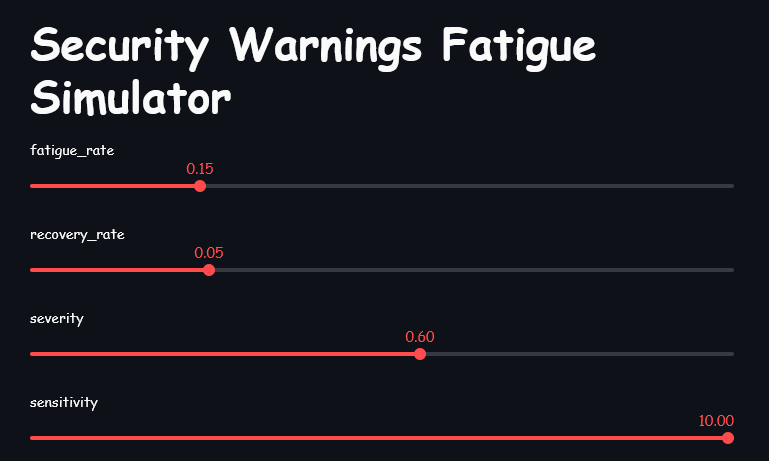 Security Warnings Fatigue
Simulator
fatigue_rate
0.15
recovery_rate
0.05
severity
0.60
sensitivity
10.00